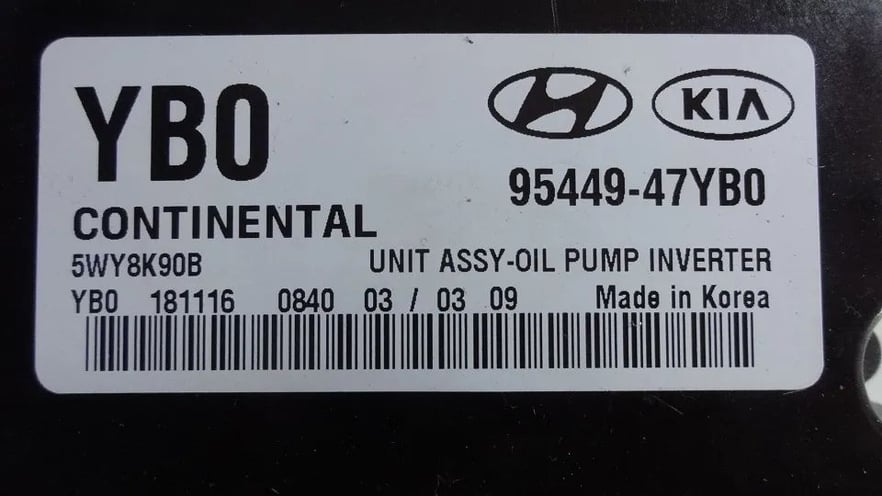 YB0
KIA
95449-47YB0
CONTINENTAL
5WY8K90B UNIT ASSY-OIL PUMP INVERTER
YB0 181116 0840 03 / 03 09 Made in Korea